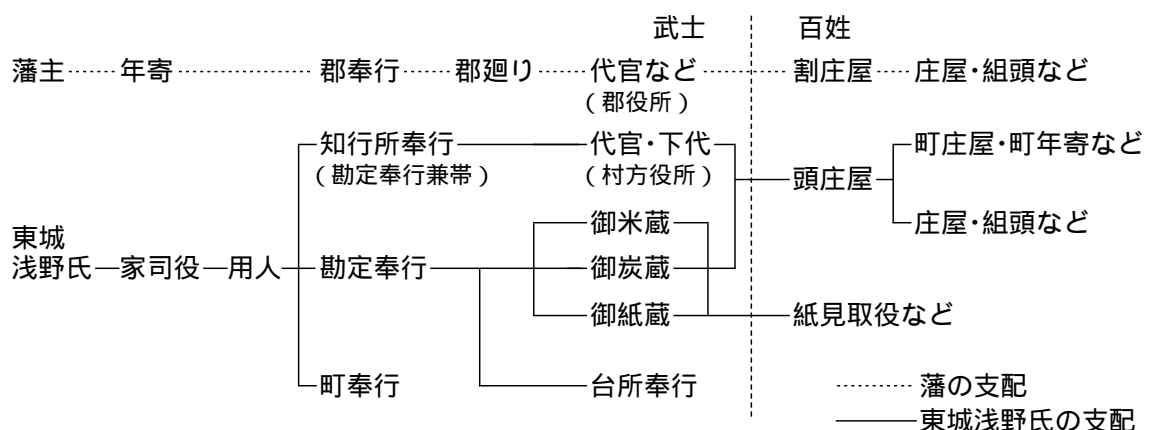 武士
百姓
藩主 年寄 郡奉行 郡廻り 代官など 割庄屋 庄屋・組頭など
(郡役所)
知行所奉行 代官・下代 町庄屋・町年寄など
(勘定奉行兼帯) (村方役所) 頭庄屋
御米蔵 庄屋・組頭など
東城
浅野氏 家司役 用人 勘定奉行 御炭蔵
御紙蔵 紙見取役など
町奉行 台所奉行 藩の支配
東城浅野氏の支配